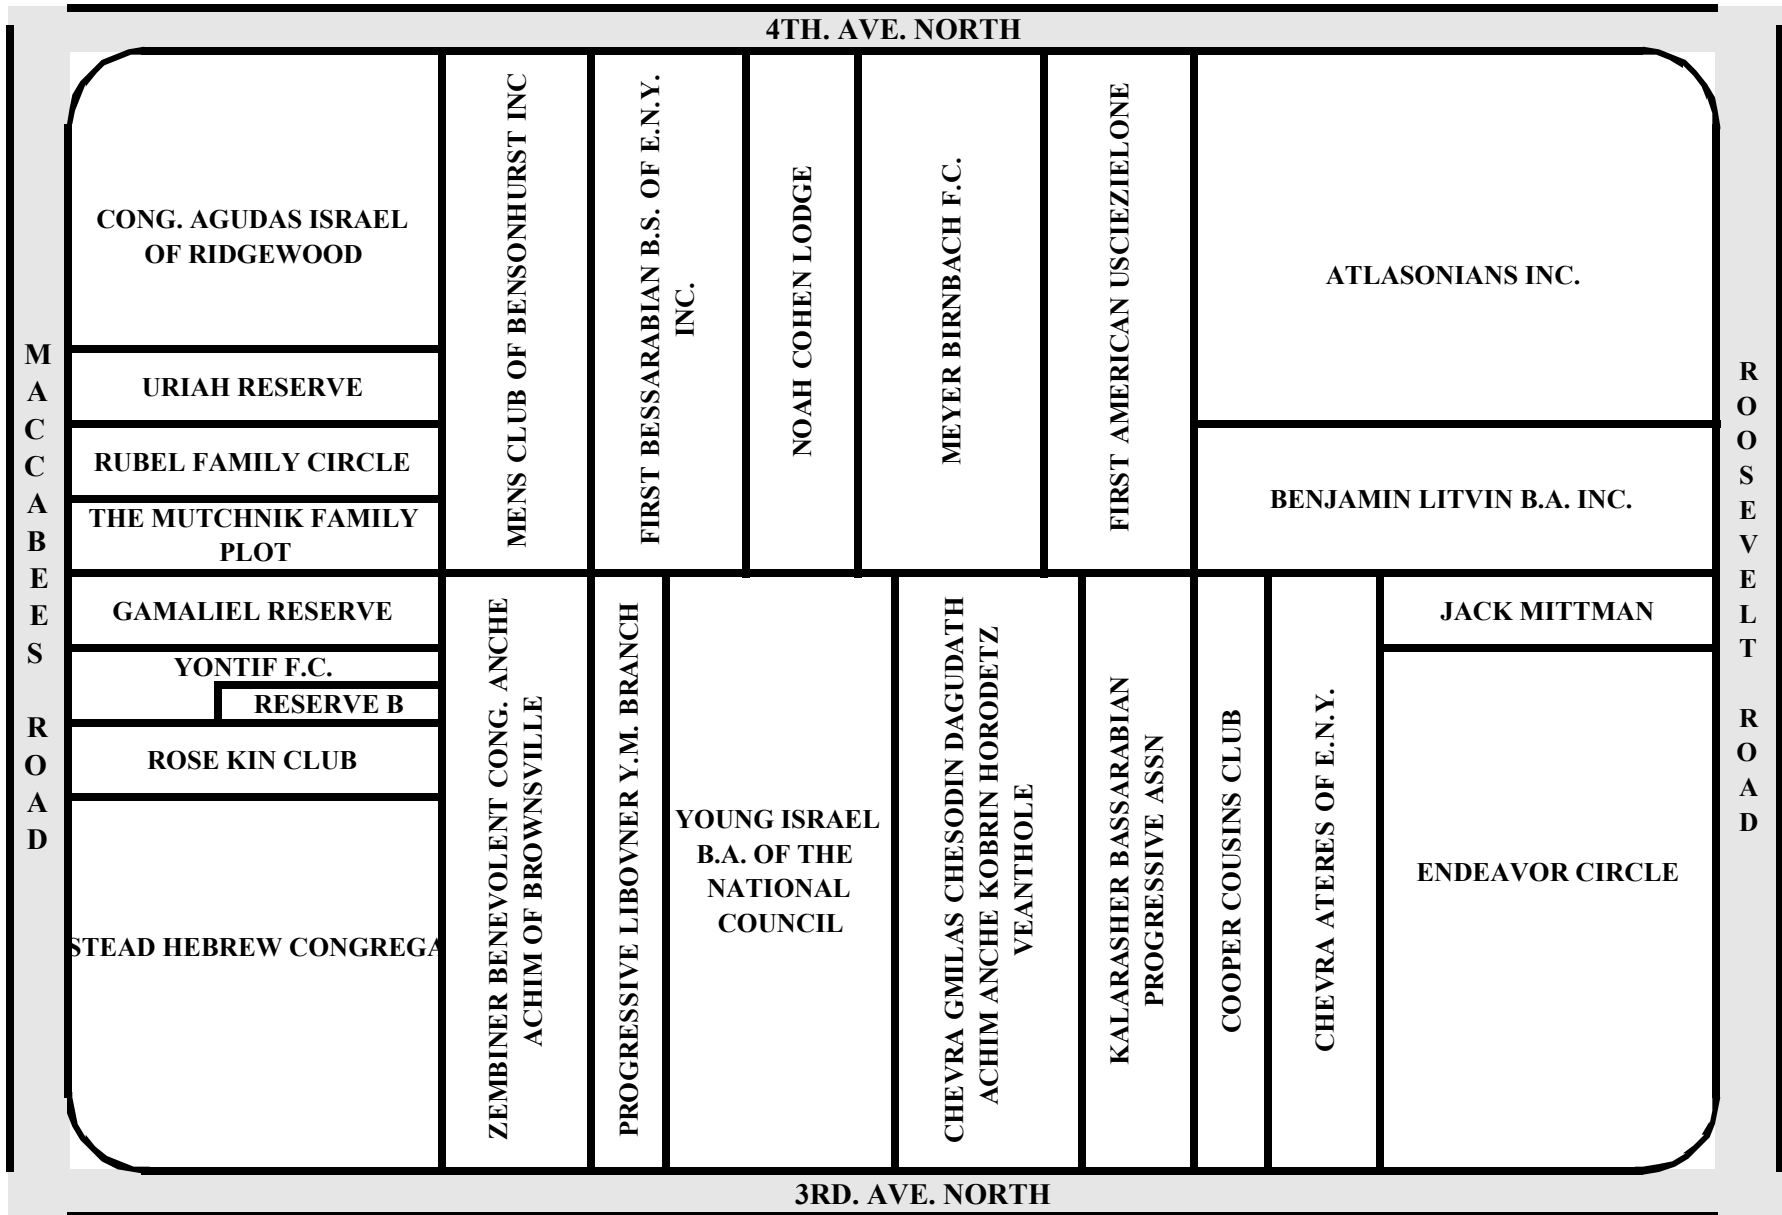 4TH. AVE. NORTH
MACCABEES ROAD
CONG. AGUDAS ISRAEL
OF RIDGEWOOD
URIAH RESERVE
RUBEL FAMILY CIRCLE
THE MUTCHNIK FAMILY
PLOT
MENS CLUB OF BENSONHURST INC
FIRST BESSARABIAN B.S. OF E.N.Y.
INC.
NOAH COHEN LODGE
MEYER BIRNBACH F.C.
FIRST AMERICAN USCIEZIELONE
ATLASONIANS INC.
BENJAMIN LITVIN B.A. INC.
ROOSEVELT ROAD
GAMALIEL RESERVE
YONTIF F.C.
RESERVE B
ROSE KIN CLUB
STEAD HEBREW CONGREGA
ZEMBINER BENEVOLENT CONG. ANCHE
ACHIM OF BROWNSVILLE
PROGRESSIVE LIBOVNER Y.M. BRANCH
YOUNG ISRAEL
B.A. OF THE
NATIONAL
COUNCIL
CHEVRA GMILAS CHESODIN DAGUDATH
ACHIM ANCHE KOBRIN HORODETZ
VEANTHOLE
KALARASHER BASSARABIAN
PROGRESSIVE ASSN
COOPER COUSINS CLUB
CHEVRA ATERES OF E.N.Y.
JACK MITTMAN
ENDEAVOR CIRCLE
3RD. AVE. NORTH